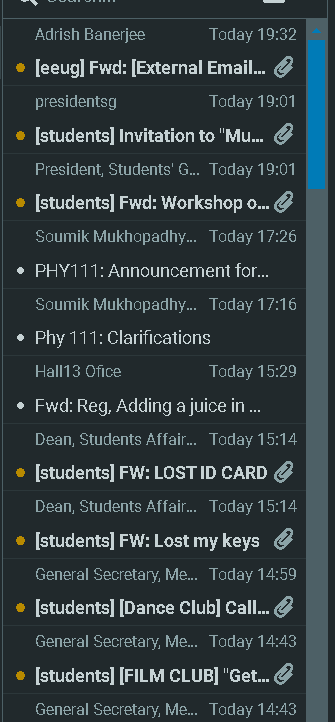 Adrish Banerjee Today 19:32
[eeug] Fwd: [External Email...
presidentsg Today 19:01
[students] Invitation to "Mu...
President, Students' G... Today 19:01
[students] Fwd: Workshop o...
Soumik Mukhopadhy... Today 17:26
PHY111: Announcement for...
Soumik Mukhopadhy... Today 17:16
Phy 111: Clarifications
Hall13 Ofice Today 15:29
Fwd: Reg, Adding a juice in ...
Dean, Students Affair... Today 15:14
[students] FW: LOST ID CARD
Dean, Students Affair... Today 15:14
[students] FW: Lost my keys
General Secretary, Me... Today 14:59
[students] [Dance Club] Call...
General Secretary, Me... Today 14:43
[students] [FILM CLUB] "Get...
General Secretary, Me... Today 14:43